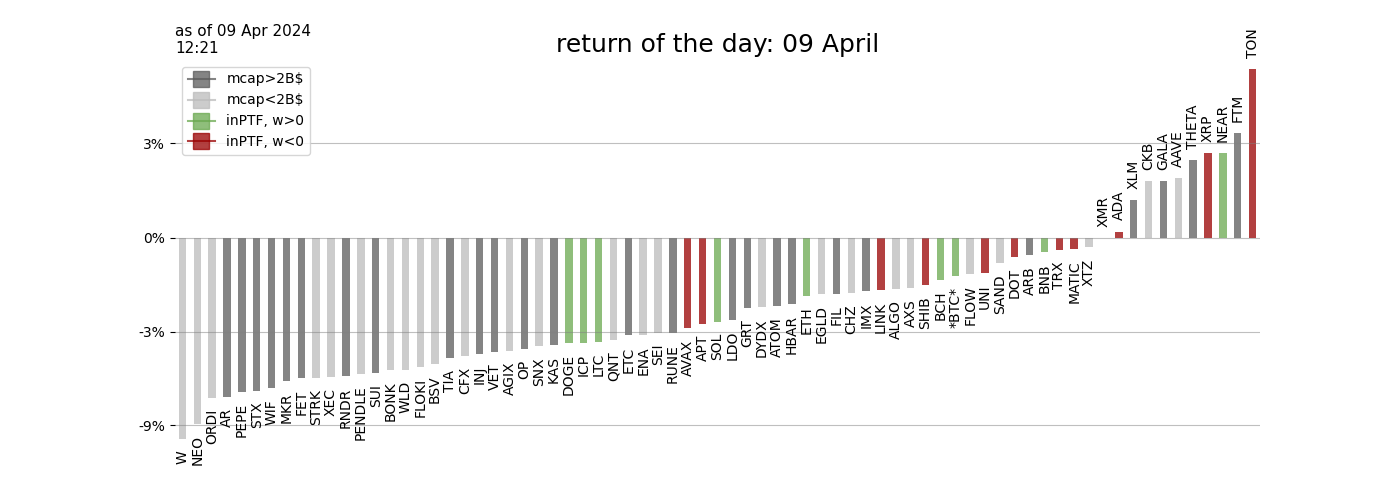 as of 09 Apr 2024
12:21
return of the day: 09 April
mcap>2B$
mcap<2B$
inPTF, w>0
inPTF, w<0
3%
0%
-3%
-9%
W
NEO
ORDI
AR
PEPE
STX
WIF
MKR
FET
STRK
XEC
RNDR
PENDLE
SUI
BONK
WLD
FLOKI
BSV
TIA
CFX
INJ
VET
AGIX
OP
SNX
KAS
DOGE
ICP
LTC
QNT
ETC
ENA
SEI
RUNE
AVAX
APT
SOL
LDO
GRT
DYDX
ATOM
HBAR
ETH
EGLD
FIL
CHZ
IMX
LINK
ALGO
AXS
SHIB
BCH
*BTC*
FLOW
UNI
SAND
DOT
ARB
BNB
TRX
MATIC
XTZ
XMR
ADA
XLM
CKB
GALA
AAVE
THETA
XRP
NEAR
FTM
TON